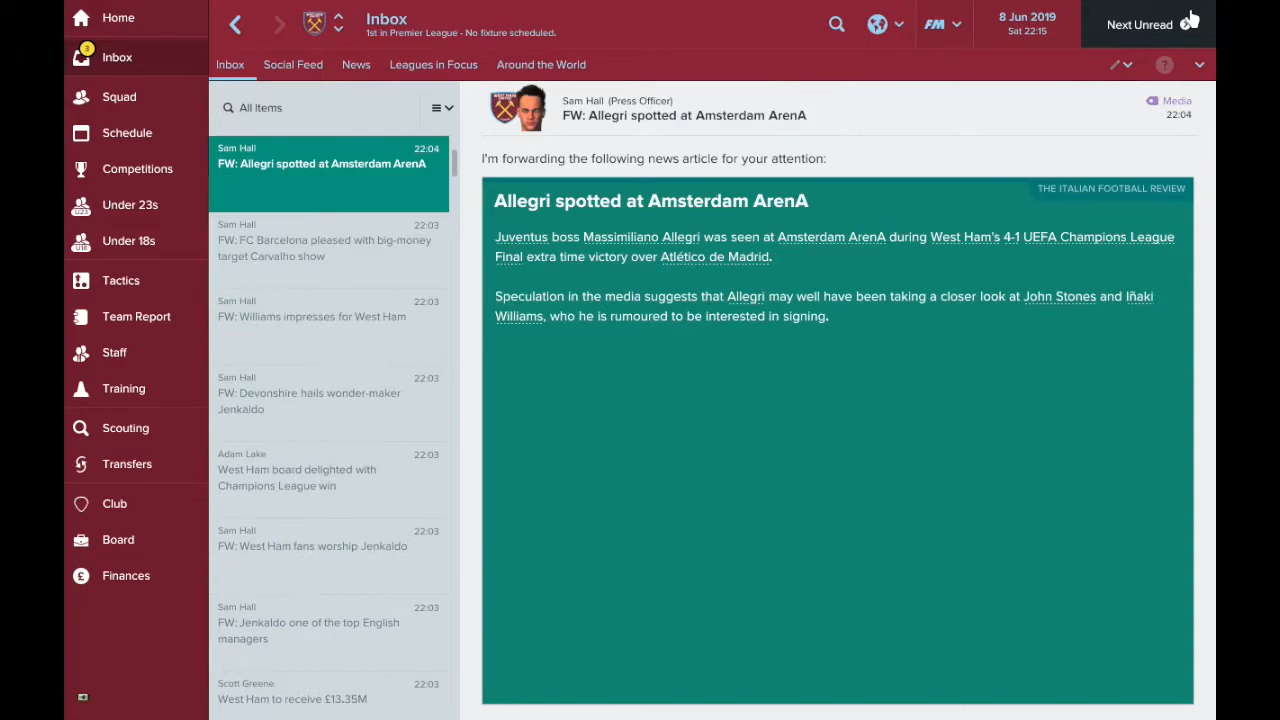 Home
3
Inbox
Squad
Schedule
Competitions
U23
Under 23s
U18
Under 18s
Tactics
Team Report
Staff
Training
Scouting
Transfers
Club
Board
£
Finances
Inbox
1st in Premier League - No fixture scheduled.
FM
8 Jun 2019
Sat 22:15
Next Unread
Inbox
Social Feed
News
Leagues in Focus
Around the World
?
All Items
Sam Hall 22:04
FW: Allegri spotted at Amsterdam ArenA
Sam Hall 22:03
FW: FC Barcelona pleased with big-money
target Carvalho show
Sam Hall 22:03
FW: Williams impresses for West Ham
Sam Hall 22:03
FW: Devonshire hails wonder-maker
Jenkaldo
Adam Lake 22:03
West Ham board delighted with
Champions League win
Sam Hall 22:03
FW: West Ham fans worship Jenkaldo
Sam Hall 22:03
FW: Jenkaldo one of the top English
managers
Scott Greene 22:03
West Ham to receive £13.35M
Sam Hall (Press Officer)
FW: Allegri spotted at Amsterdam ArenA
Media
22:04
I'm forwarding the following news article for your attention:
THE ITALIAN FOOTBALL REVIEW
Allegri spotted at Amsterdam ArenA
Juventus boss Massimiliano Allegri was seen at Amsterdam ArenA during West Ham's 4-1 UEFA Champions League
Final extra time victory over Atlético de Madrid.
Speculation in the media suggests that Allegri may well have been taking a closer look at John Stones and Iñaki
Williams, who he is rumoured to be interested in signing.